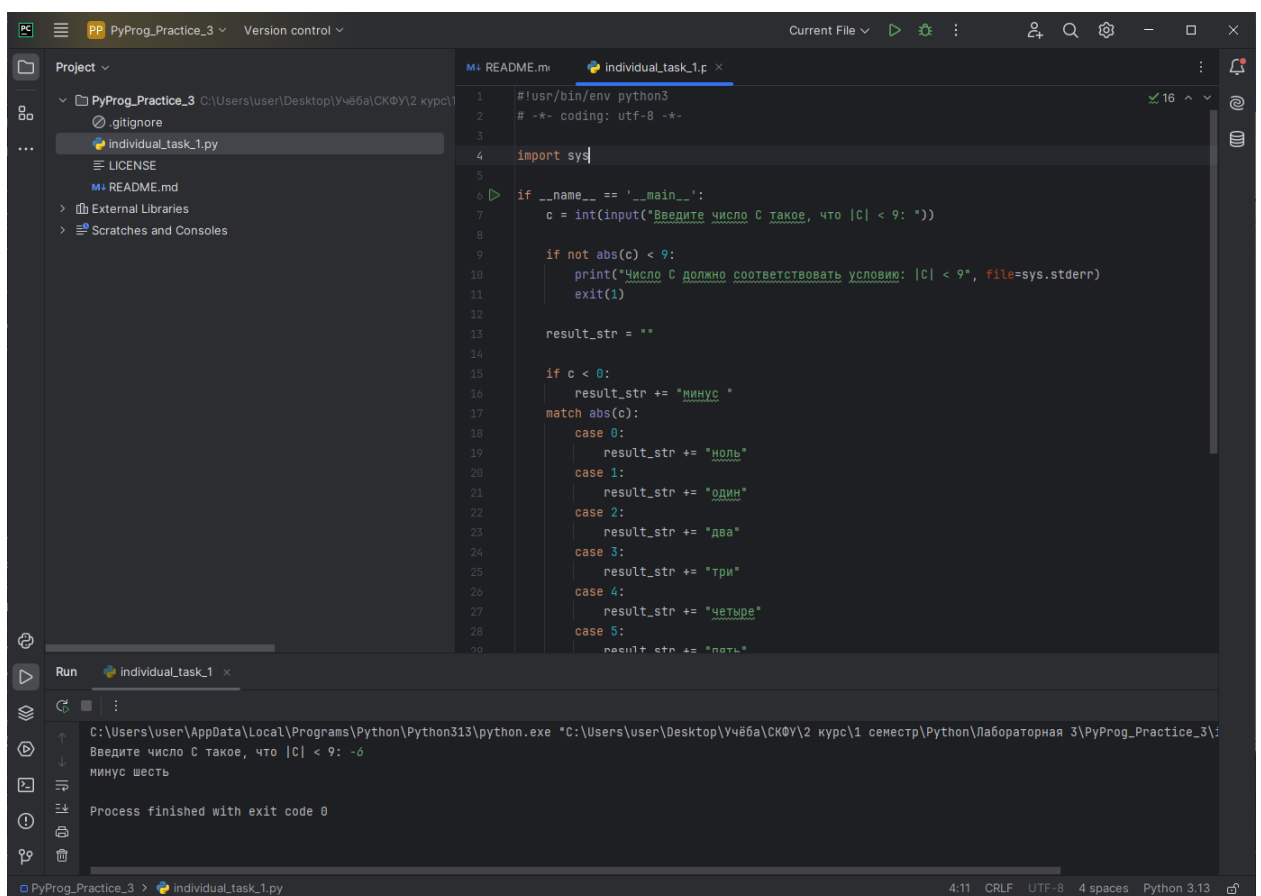 PC PP PyProg_Practice_3 Version control Current File
Project
PyProg_Practice_3 C:\Users\user\Desktop\Учёба\СКФУ\2 курс\1
.gitignore
individual_task_1.py
LICENSE
M↓ README.md
External Libraries
Scratches and Consoles
M↓ README.m individual_task_1.p
16
1 #!usr/bin/env python3
2 # -*- coding: utf-8 -*-
3
4 import sys
5
6 if __name__ == '__main__':
7 c = int(input("Введите число C такое, что |C| < 9: "))
8
9 if not abs(c) < 9:
10 print("Число C должно соответствовать условию: |C| < 9", file=sys.stderr)
11 exit(1)
12
13 result_str = ""
14
15 if c < 0:
16 result_str += "минус "
17 match abs(c):
18 case 0:
19 result_str += "ноль"
20 case 1:
21 result_str += "один"
22 case 2:
23 result_str += "два"
24 case 3:
25 result_str += "три"
26 case 4:
27 result_str += "четыре"
28 case 5:
29 result_str += "пять"
Run individual_task_1
C:\Users\user\AppData\Local\Programs\Python\Python313\python.exe "C:\Users\user\Desktop\Учёба\СКФУ\2 курс\1 семестр\Python\Лабораторная 3\PyProg_Practice_3\i
Введите число C такое, что |C| < 9: -6
минус шесть
Process finished with exit code 0
PyProg_Practice_3 > individual_task_1.py 4:11 CRLF UTF-8 4 spaces Python 3.13